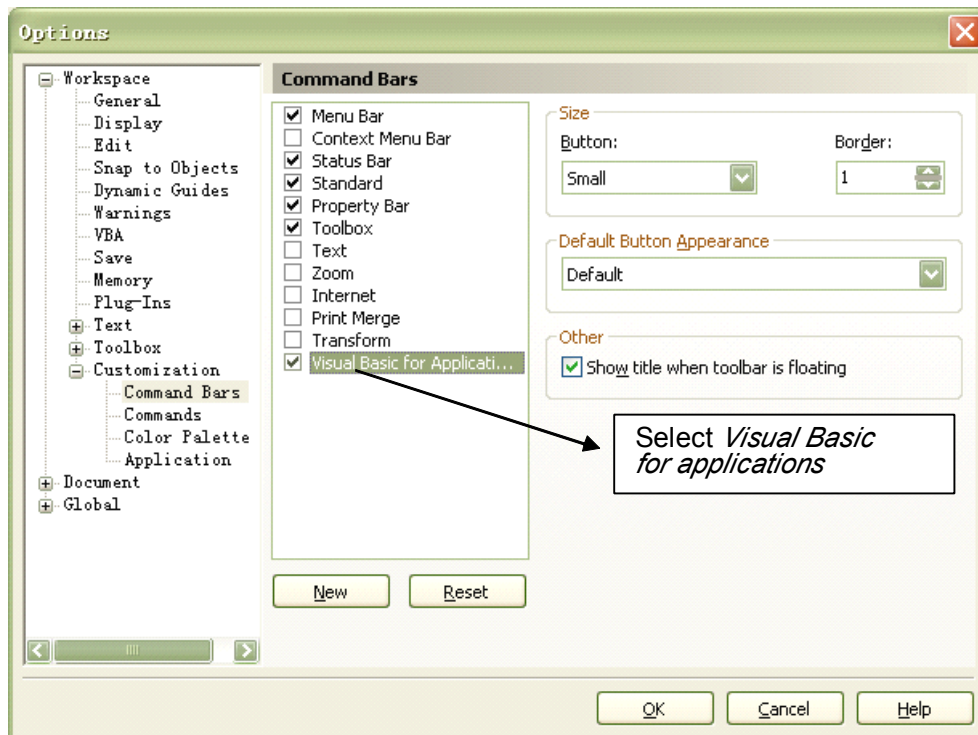 Options
Workspace
General
Display
Edit
Snap to Objects
Dynamic Guides
Warnings
VBA
Save
Memory
Plug-Ins
Text
Toolbox
Customization
Command Bars
Commands
Color Palette
Application
Document
Global
Command Bars
Menu Bar
Context Menu Bar
Status Bar
Standard
Property Bar
Toolbox
Text
Zoom
Internet
Print Merge
Transform
Visual Basic for Applicati...
New
Reset
Size
Button:
Border:
Small
1
Default Button Appearance
Default
Other
Show title when toolbar is floating
Select Visual Basic
for applications
OK
Cancel
Help